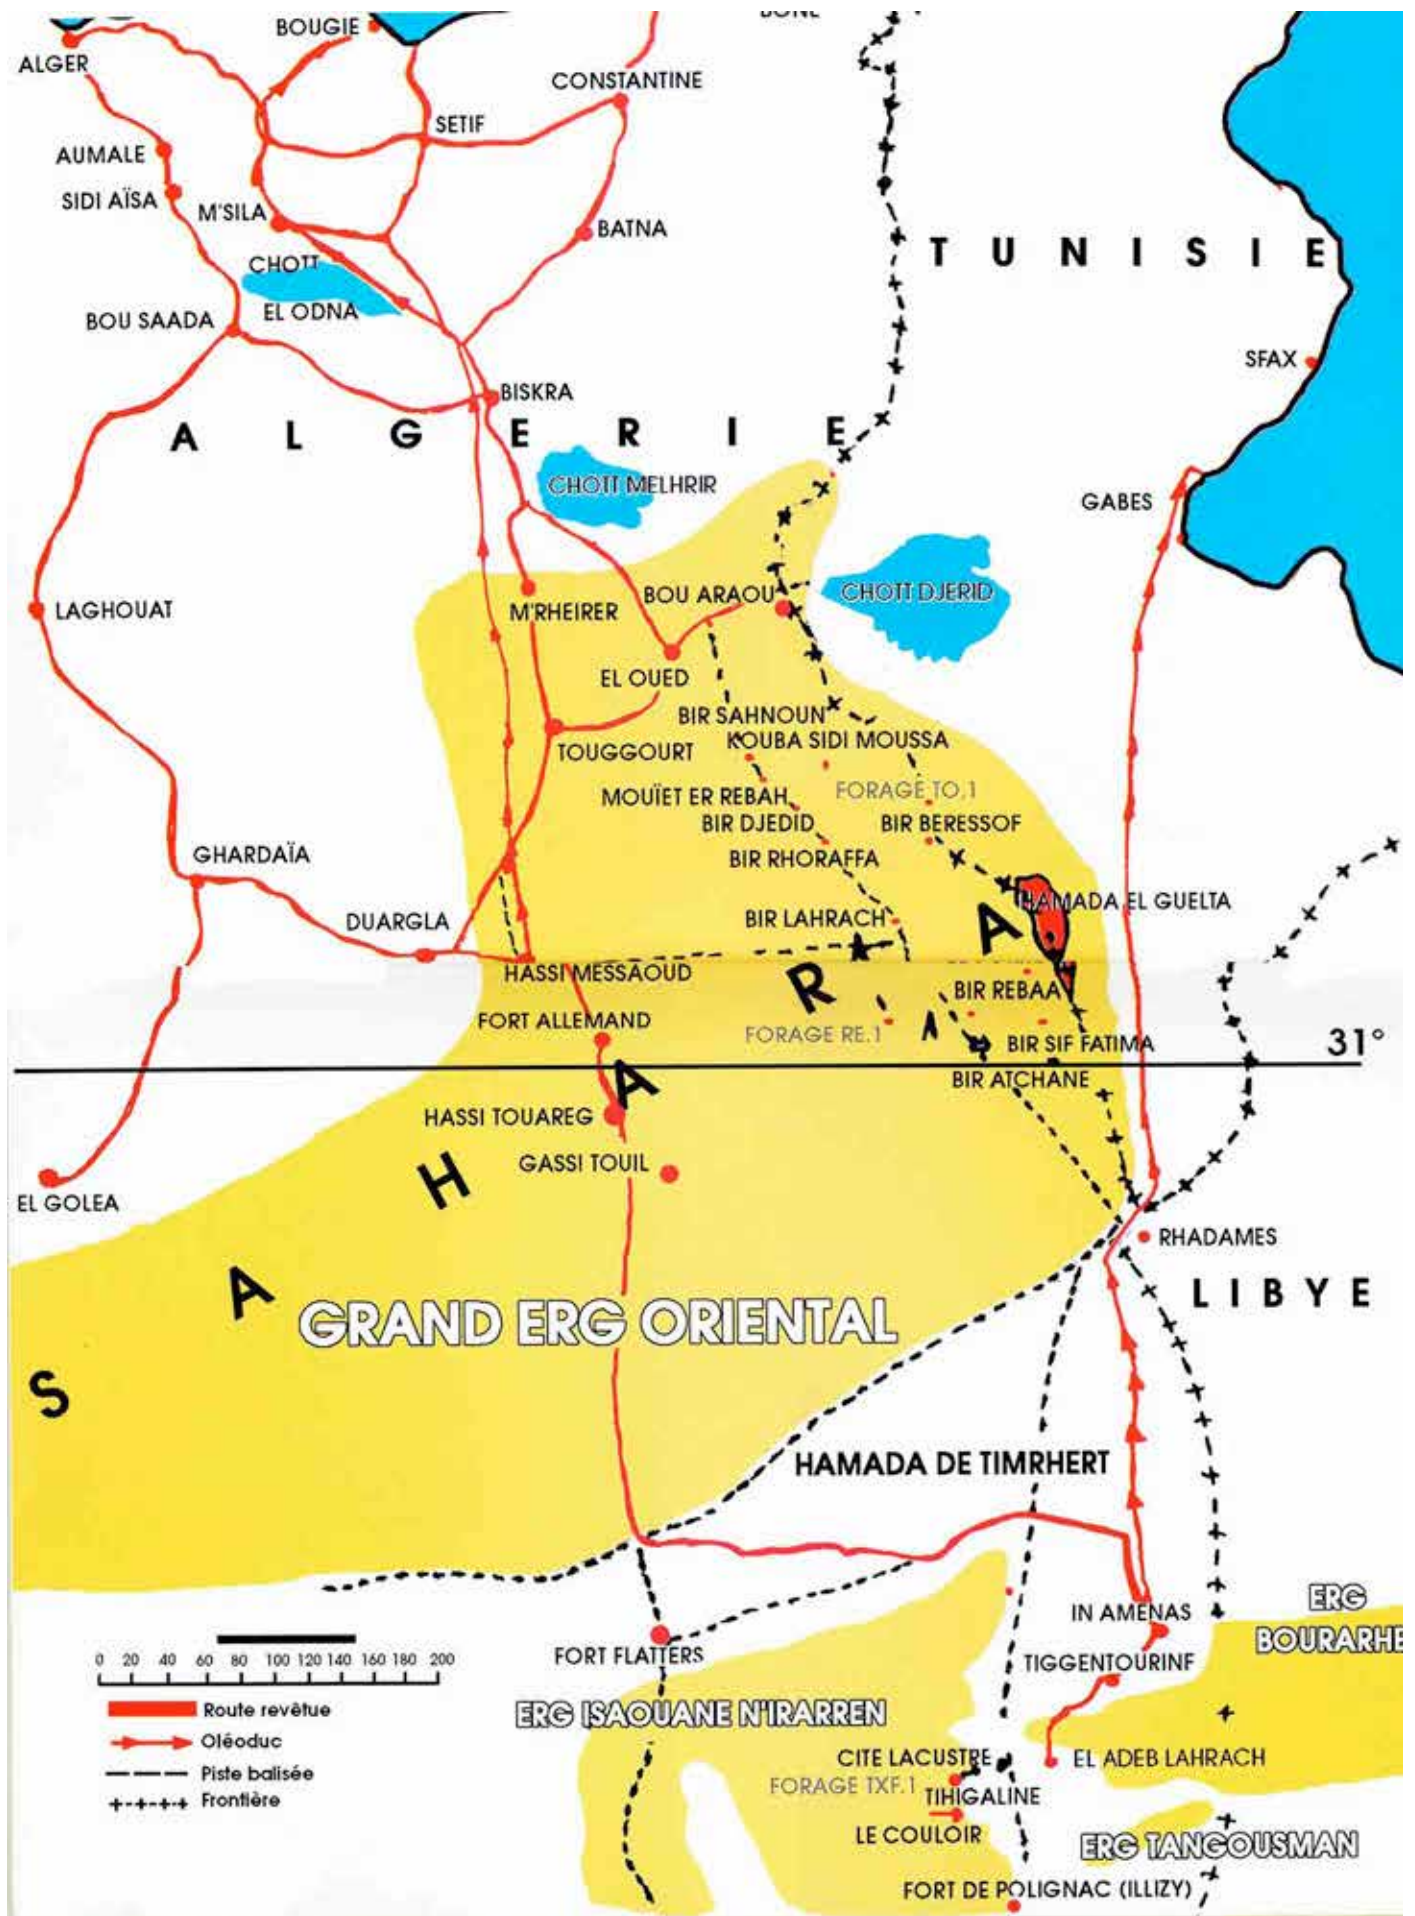 BOUGIE
ALGER
CONSTANTINE
SETIF
AUMALE
SIDI AÏSA
M'SILA
BATNA
TUNISIE
CHOTT
EL ODNA
BOU SAADA
SFAX
BISKRA
ALGERIE
CHOTT MELHRIR
GABES
CHOTT DJERID
BOU ARAOU
LAGHOUAT
M'RHEIRER
EL OUED
BIR SAHNOUN
KOUBA SIDI MOUSSA
TOUGGOURT
FORAGE TO.1
MOUÏET ER REBAH
BIR DJEDID
BIR BERESSOF
GHARDAÏA
BIR RHORAFFA
HAMADA EL GUELTA
DUARGLA
BIR LAHRACH
HASSI MESSAOUD
BIR REBAA
FORT ALLEMAND
FORAGE RE.1
BIR SIF FATIMA
31°
BIR ATCHANE
HASSI TOUAREG
GASSI TOUIL
EL GOLEA
SAHARA
RHADAMES
LIBYE
GRAND ERG ORIENTAL
HAMADA DE TIMRHERT
IN AMENAS
ERG
BOURARHE
FORT FLATTERS
TIGGENTOURINF
0 20 40 60 80 100 120 140 160 180 200
Route revêtue
ERG ISAOUANE N'IRARREN
Oléoduc
CITE LACUSTRE
EL ADEB LAHRACH
Piste balisée
FORAGE TXF.1
TIHIGALINE
Frontière
LE COULOIR
ERG TANGOUSMAN
FORT DE POLIGNAC (ILLIZY)